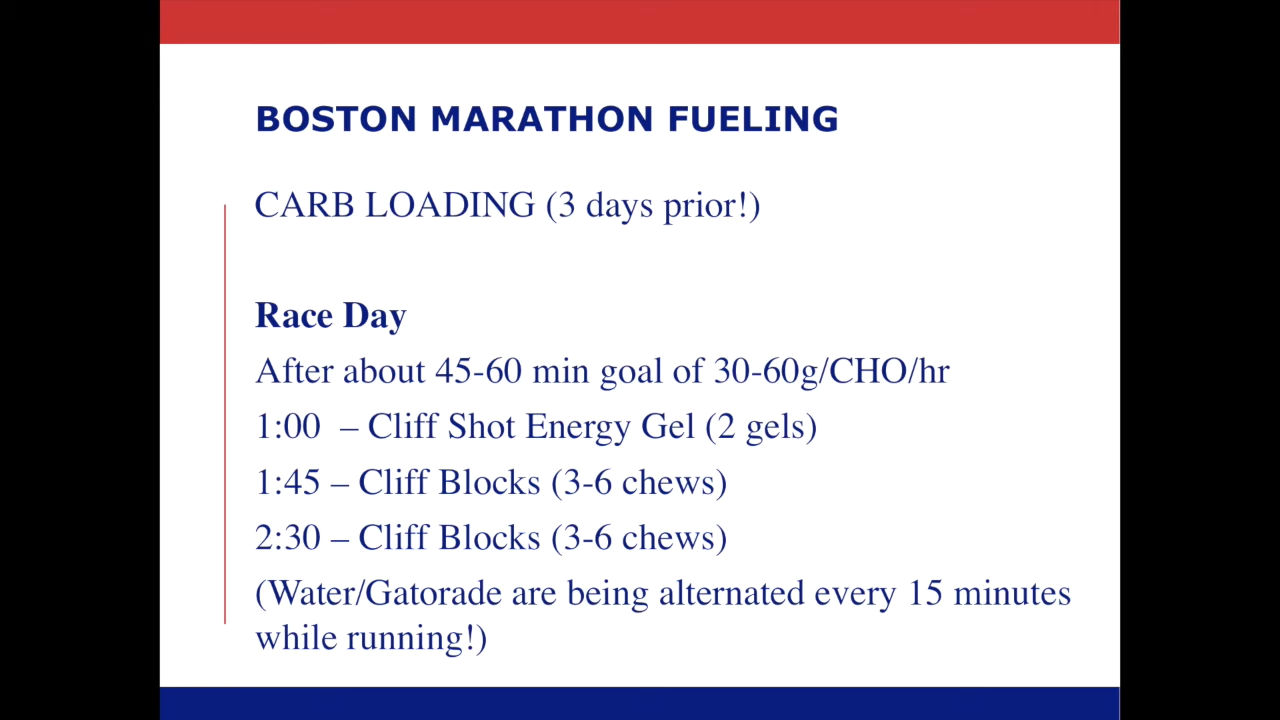 BOSTON MARATHON FUELING
CARB LOADING (3 days prior!)
Race Day
After about 45-60 min goal of 30-60g/CHO/hr
1:00  – Cliff Shot Energy Gel (2 gels)
1:45 – Cliff Blocks (3-6 chews)
2:30 – Cliff Blocks (3-6 chews)
(Water/Gatorade are being alternated every 15 minutes
while running!)